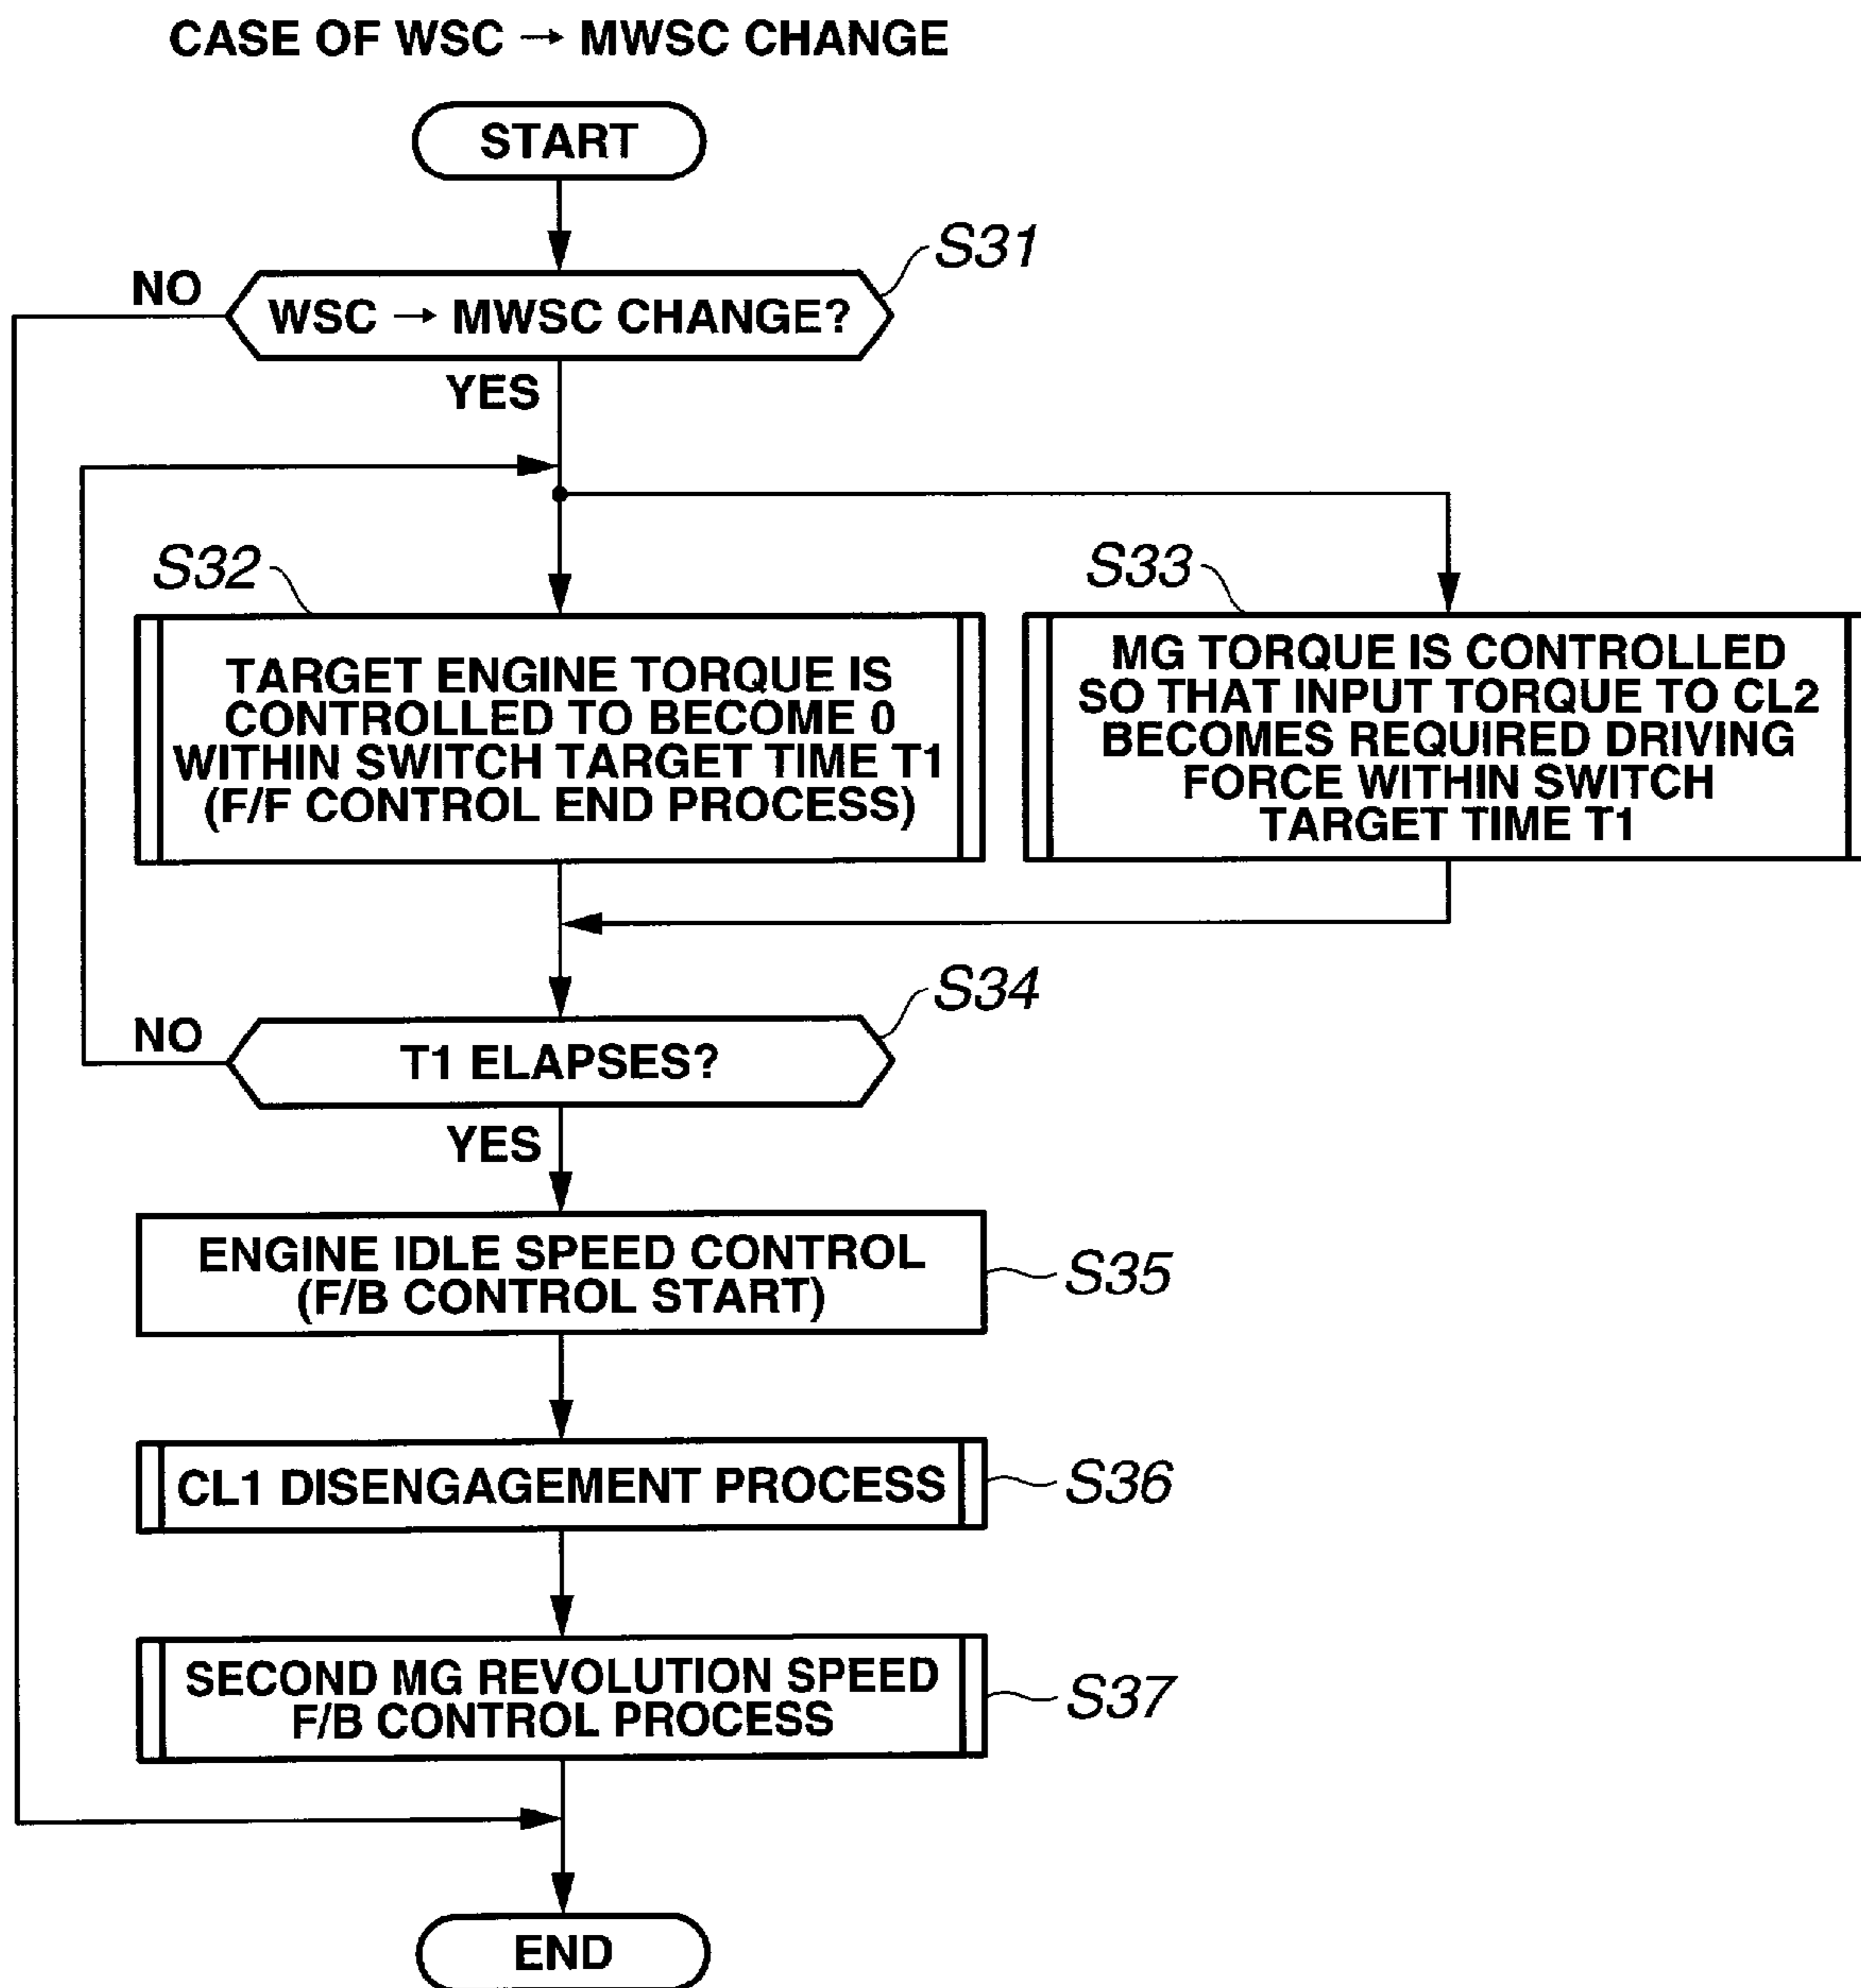 CASE OF WSC → MWSC CHANGE
START
S31
NO
WSC → MWSC CHANGE?
YES
S32
S33
TARGET ENGINE TORQUE IS
CONTROLLED TO BECOME 0
WITHIN SWITCH TARGET TIME T1
(F/F CONTROL END PROCESS)
MG TORQUE IS CONTROLLED
SO THAT INPUT TORQUE TO CL2
BECOMES REQUIRED DRIVING
FORCE WITHIN SWITCH
TARGET TIME T1
S34
NO
T1 ELAPSES?
YES
ENGINE IDLE SPEED CONTROL
(F/B CONTROL START)
S35
CL1 DISENGAGEMENT PROCESS
S36
SECOND MG REVOLUTION SPEED
F/B CONTROL PROCESS
S37
END